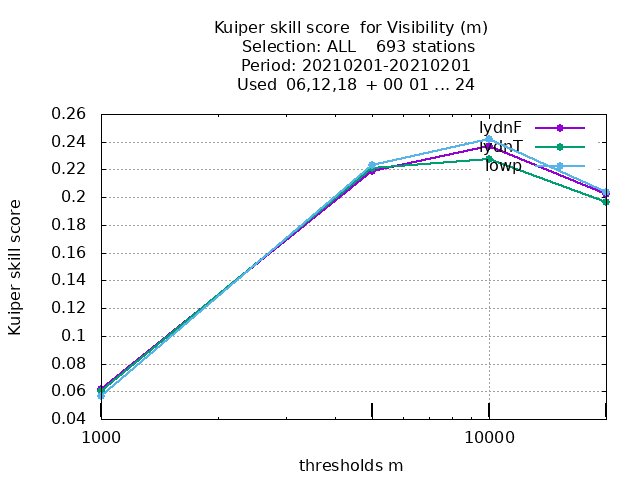 Kuiper skill score  for Visibility (m)
Selection: ALL    693 stations
Period: 20210201-20210201
Used  06,12,18  + 00 01 ... 24
0.26
0.24
0.22
0.2
0.18
0.16
0.14
0.12
0.1
0.08
0.06
0.04
Kuiper skill score
lydnF
lydnT
lowp
1000
10000
thresholds m